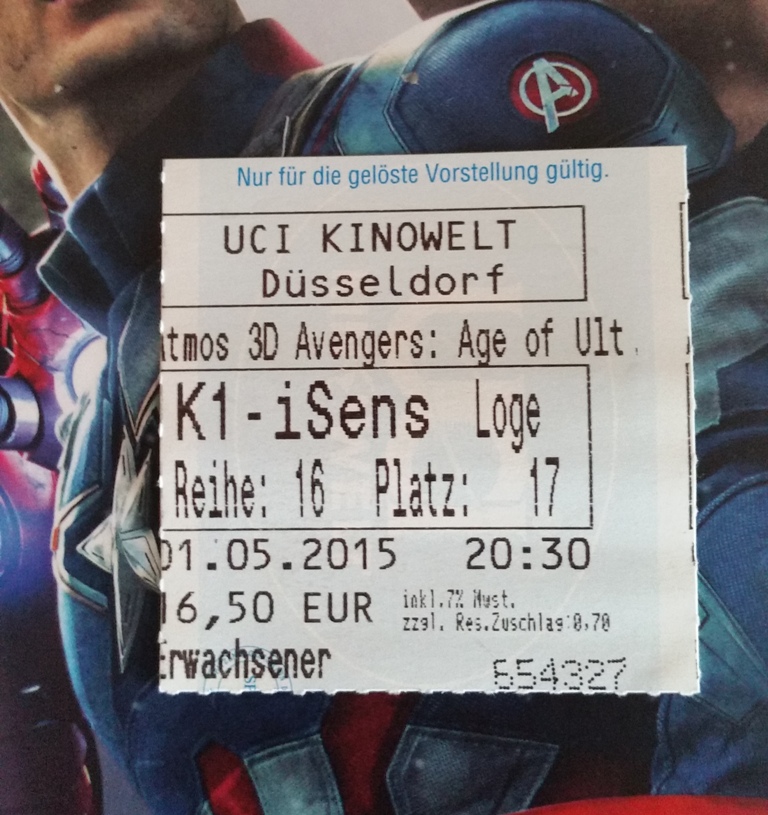 Nur für die gelöste Vorstellung gültig.
UCI KINOWELT
Düsseldorf
Atmos 3D Avengers: Age of Ult.
K1-iSens Loge
Reihe: 16 Platz: 17
01.05.2015 20:30
16,50 EUR inkl.7% Mwst.
zzgl. Res.Zuschlag:0,70
Erwachsener
654327